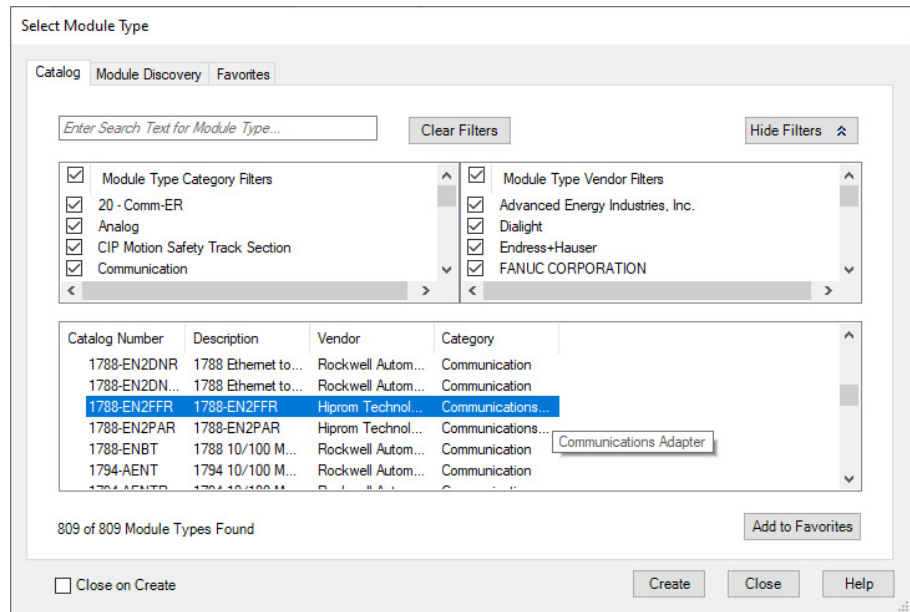 Select Module Type
Catalog Module Discovery Favorites
Enter Search Text for Module Type...
Clear Filters
Hide Filters
Module Type Category Filters
20 - Comm-ER
Analog
CIP Motion Safety Track Section
Communication
Module Type Vendor Filters
Advanced Energy Industries, Inc.
Dialight
Endress+Hauser
FANUC CORPORATION
Catalog Number Description Vendor Category
1788-EN2DNR 1788 Ethernet to... Rockwell Autom... Communication
1788-EN2DN... 1788 Ethernet to... Rockwell Autom... Communication
1788-EN2FFR 1788-EN2FFR Hiprom Technol... Communications...
1788-EN2PAR 1788-EN2PAR Hiprom Technol... Communications...
Communications Adapter
1788-ENBT 1788 10/100 M... Rockwell Autom... Communication
1794-AENT 1794 10/100 M... Rockwell Autom... Communication
809 of 809 Module Types Found
Add to Favorites
Close on Create
Create Close Help